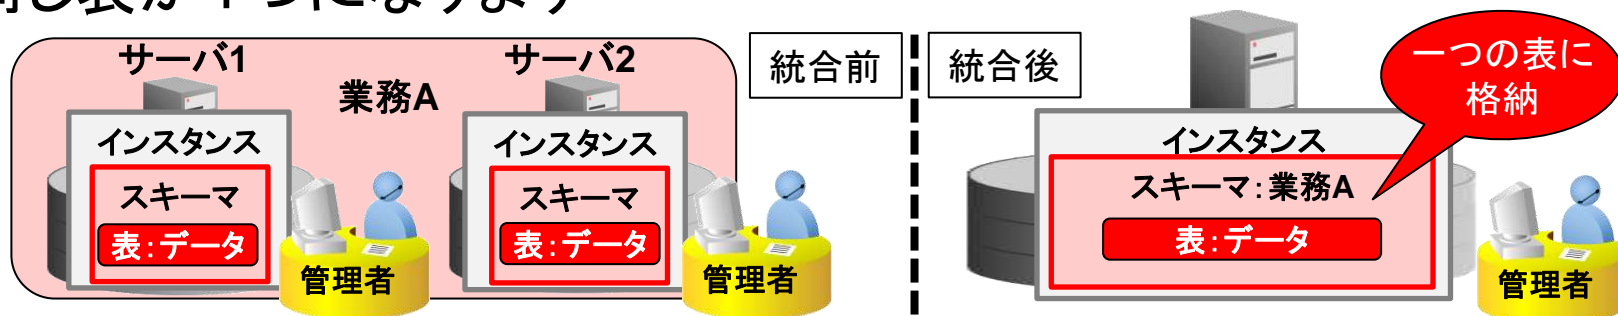 サーバ1
サーバ2
業務A
インスタンス
スキーマ
表:データ
管理者
インスタンス
スキーマ
表:データ
管理者
統合前
統合後
一つの表に
格納
インスタンス
スキーマ:業務A
表:データ
管理者